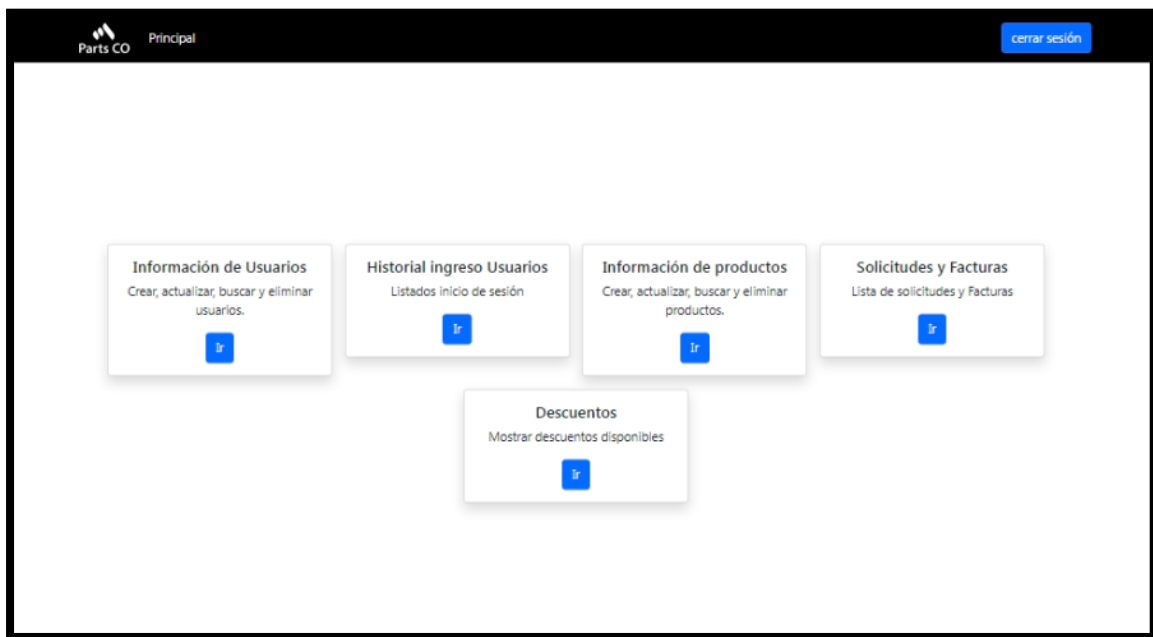 Parts CO
Principal
cerrar sesión
Información de Usuarios
Crear, actualizar, buscar y eliminar
usuarios.
Ir
Historial ingreso Usuarios
Listados inicio de sesión
Ir
Información de productos
Crear, actualizar, buscar y eliminar
productos.
Ir
Solicitudes y Facturas
Lista de solicitudes y Facturas
Ir
Descuentos
Mostrar descuentos disponibles
Ir